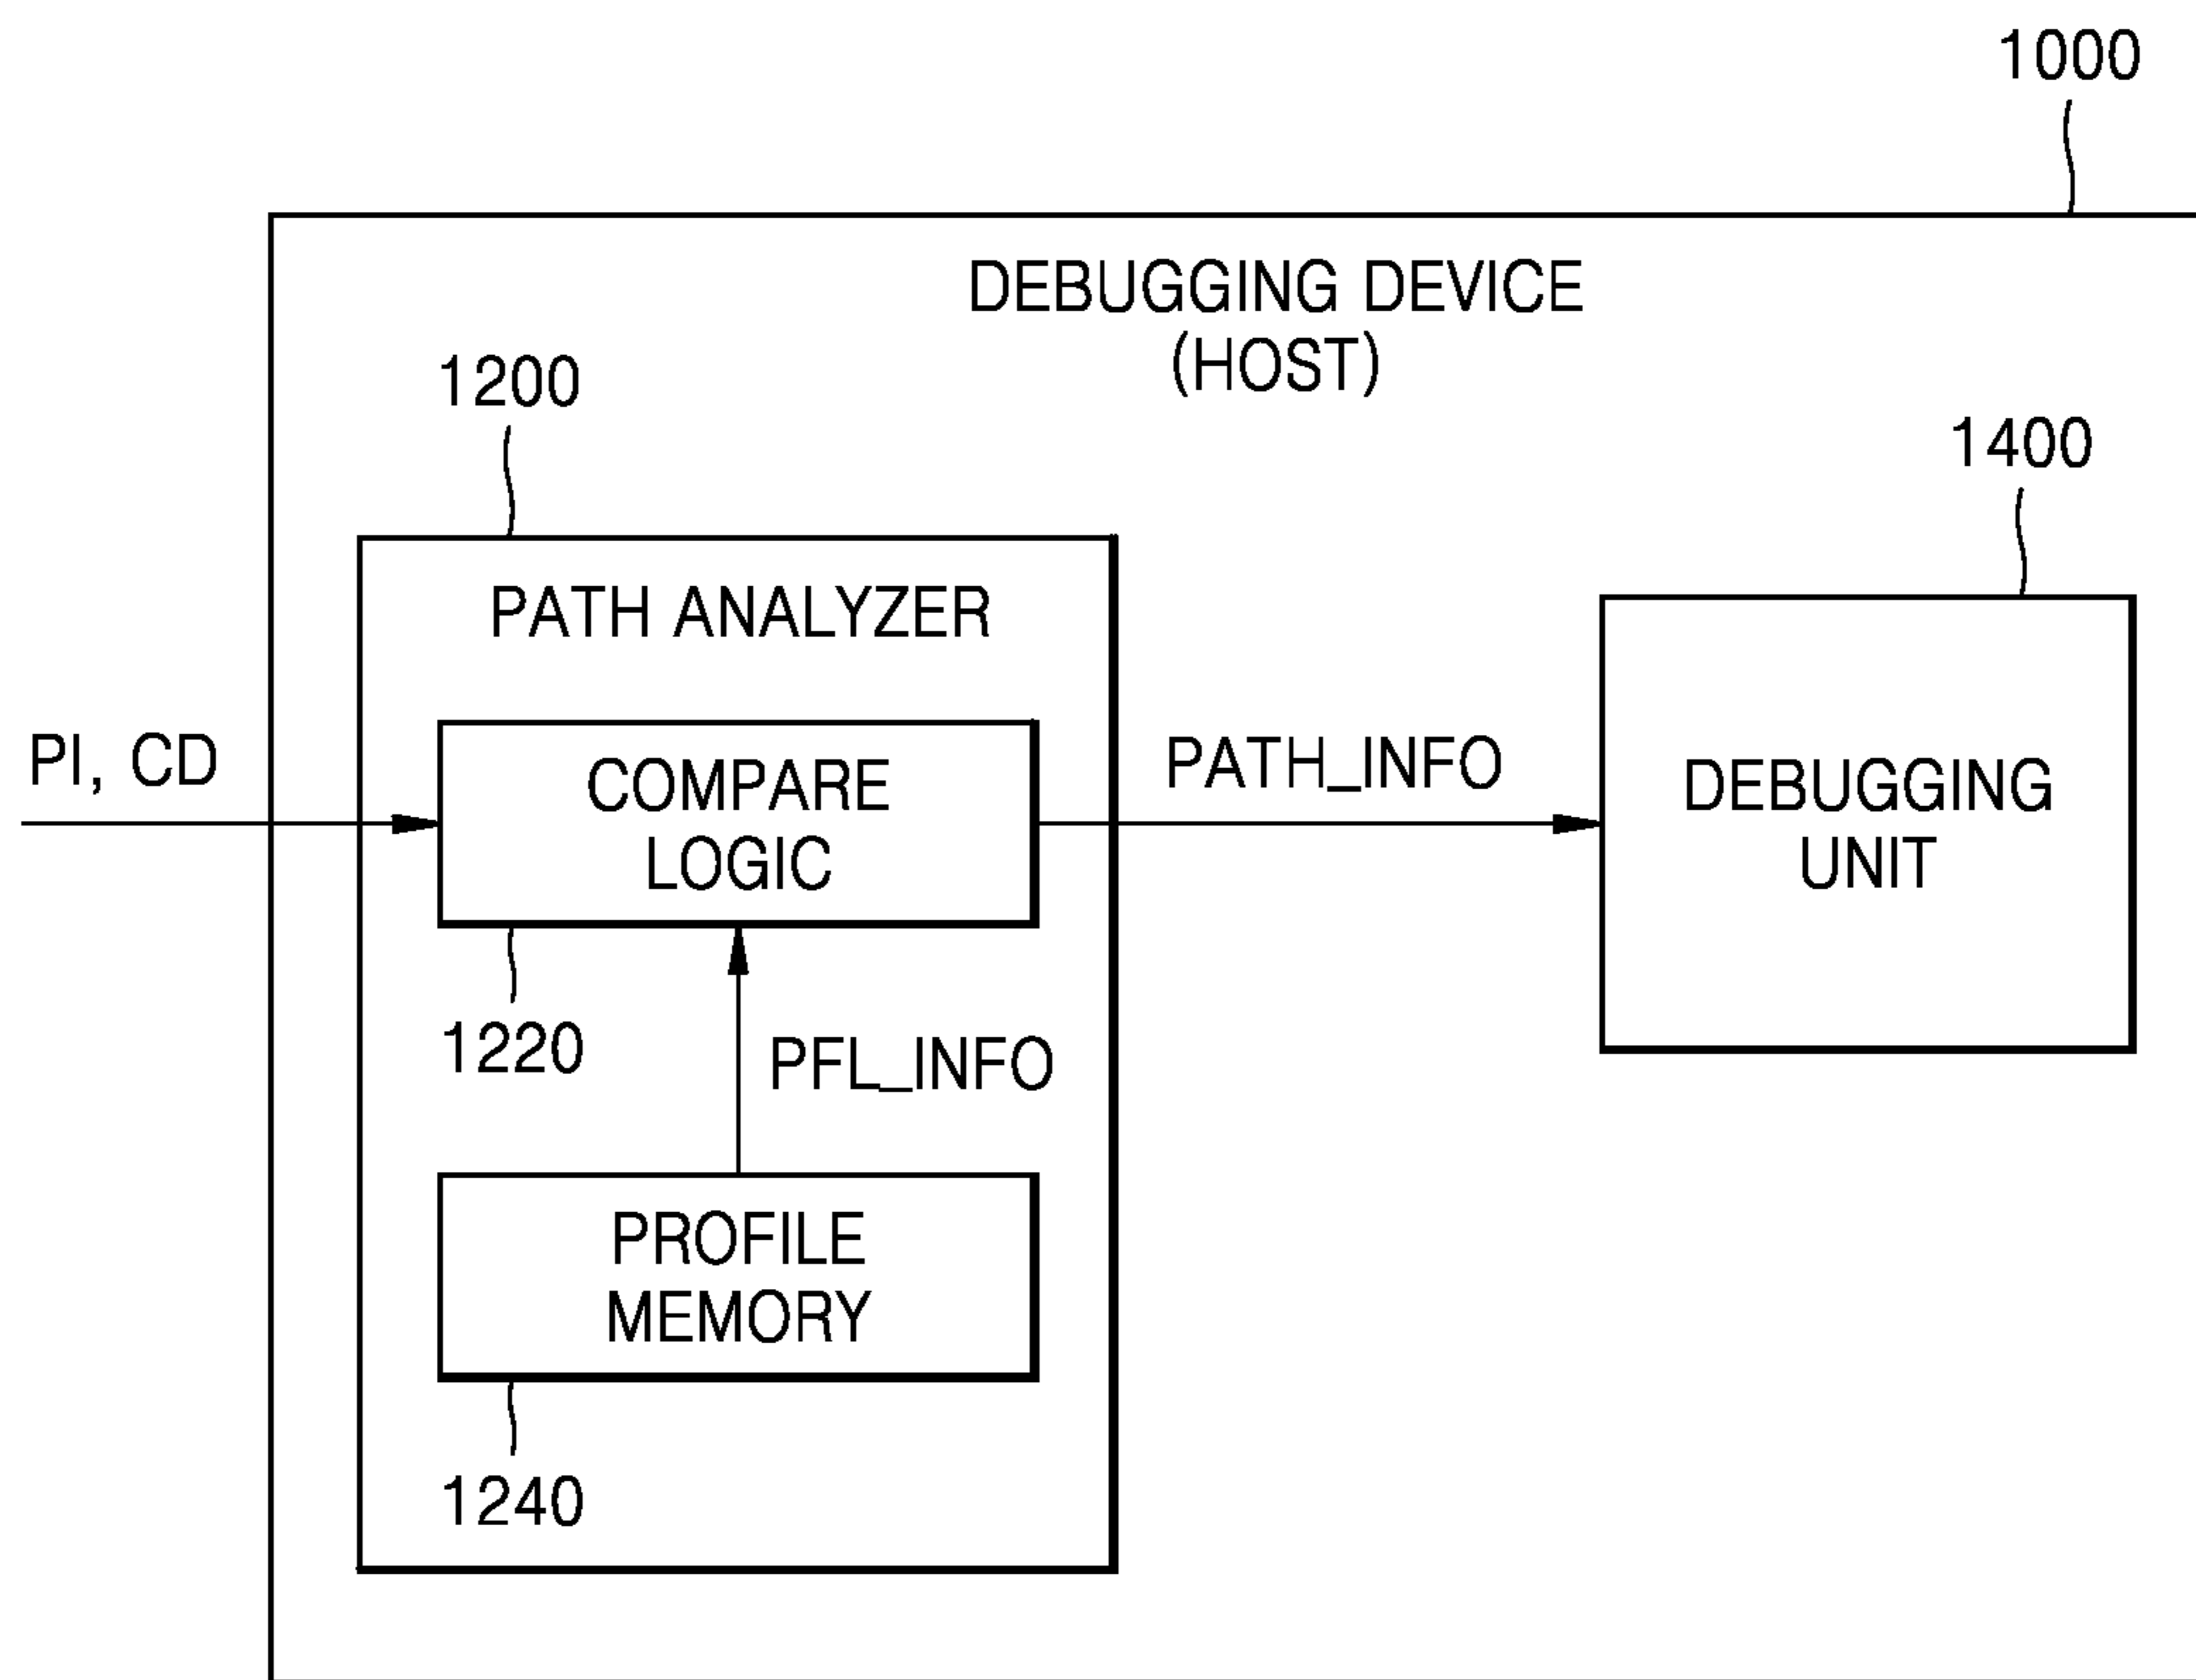 1000
DEBUGGING DEVICE
(HOST)
1200
1400
PATH ANALYZER
PI, CD
COMPARE
LOGIC
PATH_INFO
DEBUGGING
UNIT
1220
PFL_INFO
PROFILE
MEMORY
1240